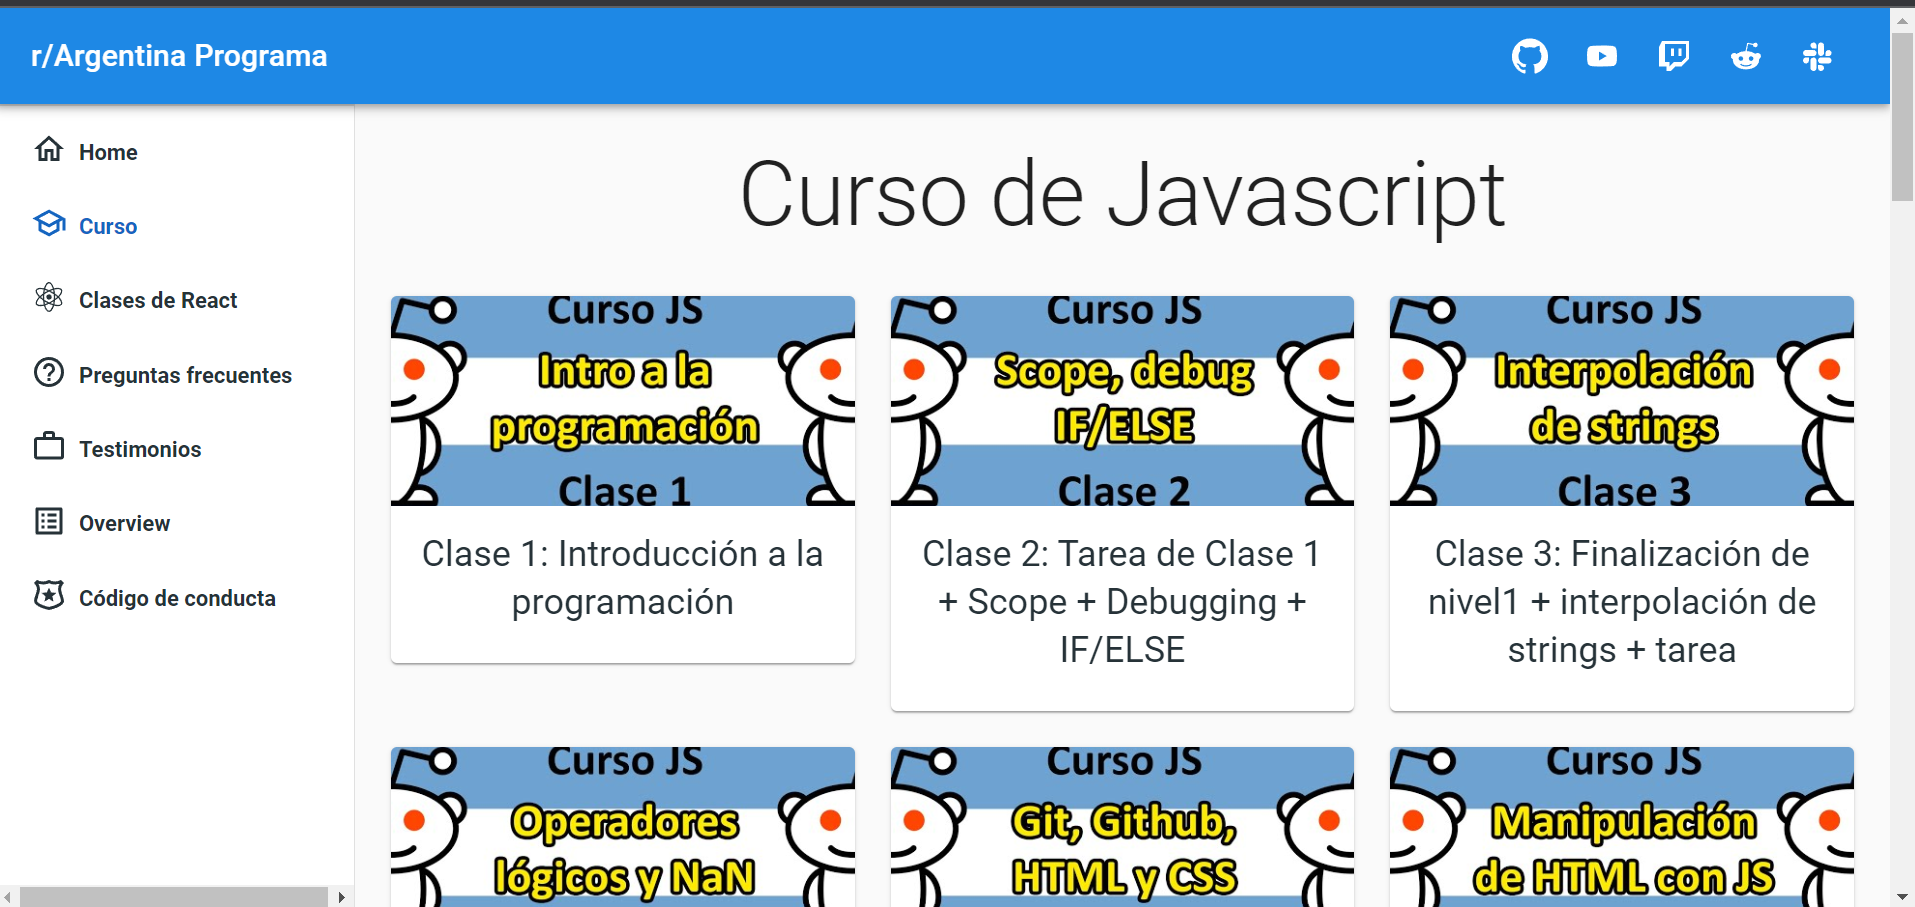 r/Argentina Programa
Home
Curso
Clases de React
Preguntas frecuentes
Testimonios
Overview
Código de conducta
Curso de Javascript
Curso JS
Intro a la
programación
Clase 1
Clase 1: Introducción a la
programación
Curso JS
Scope, debug
IF/ELSE
Clase 2
Clase 2: Tarea de Clase 1
+ Scope + Debugging +
IF/ELSE
Curso JS
Interpolación
de strings
Clase 3
Clase 3: Finalización de
nivel1 + interpolación de
strings + tarea
Curso JS
Operadores
lógicos y NaN
Curso JS
Git, Github,
HTML y CSS
Curso JS
Manipulación
de HTML con JS